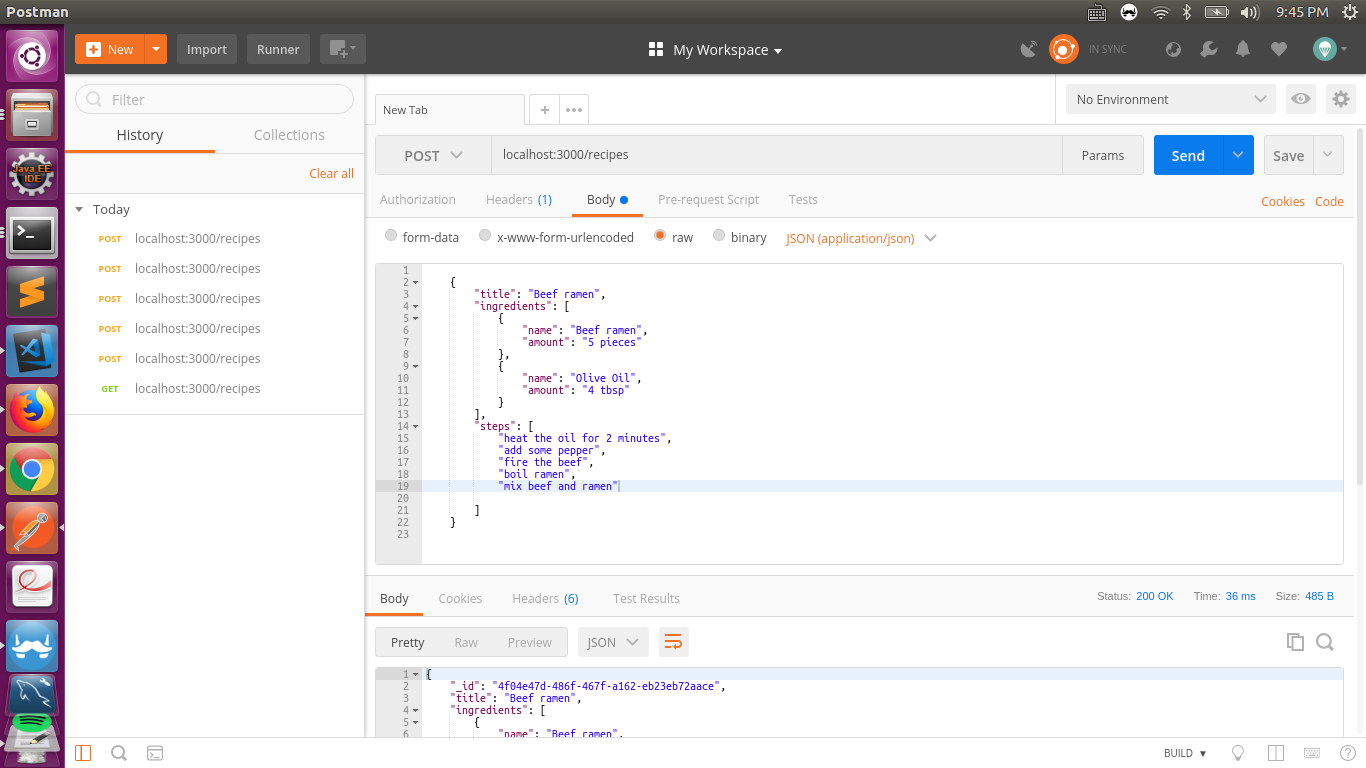 Postman
9:45 PM
New
Import
Runner
My Workspace
IN SYNC
Filter
History
Collections
Clear all
Today
POST localhost:3000/recipes
POST localhost:3000/recipes
POST localhost:3000/recipes
POST localhost:3000/recipes
POST localhost:3000/recipes
GET localhost:3000/recipes
Java EE
IDE
New Tab
No Environment
POST
localhost:3000/recipes
Params
Send
Save
Authorization
Headers (1)
Body
Pre-request Script
Tests
Cookies
Code
form-data
x-www-form-urlencoded
raw
binary
JSON (application/json)
1
2 {
3 "title": "Beef ramen",
4 "ingredients": [
5 {
6 "name": "Beef ramen",
7 "amount": "5 pieces"
8 },
9 {
10 "name": "Olive Oil",
11 "amount": "4 tbsp"
12 }
13 ],
14 "steps": [
15 "heat the oil for 2 minutes",
16 "add some pepper",
17 "fire the beef",
18 "boil ramen",
19 "mix beef and ramen"
20
21 ]
22 }
23
Body
Cookies
Headers (6)
Test Results
Status: 200 OK
Time: 36 ms
Size: 485 B
Pretty
Raw
Preview
JSON
1 {
2 "_id": "4f04e47d-486f-467f-a162-eb23eb72aace",
3 "title": "Beef ramen",
4 "ingredients": [
5 {
6 "name": "Beef ramen",
BUILD